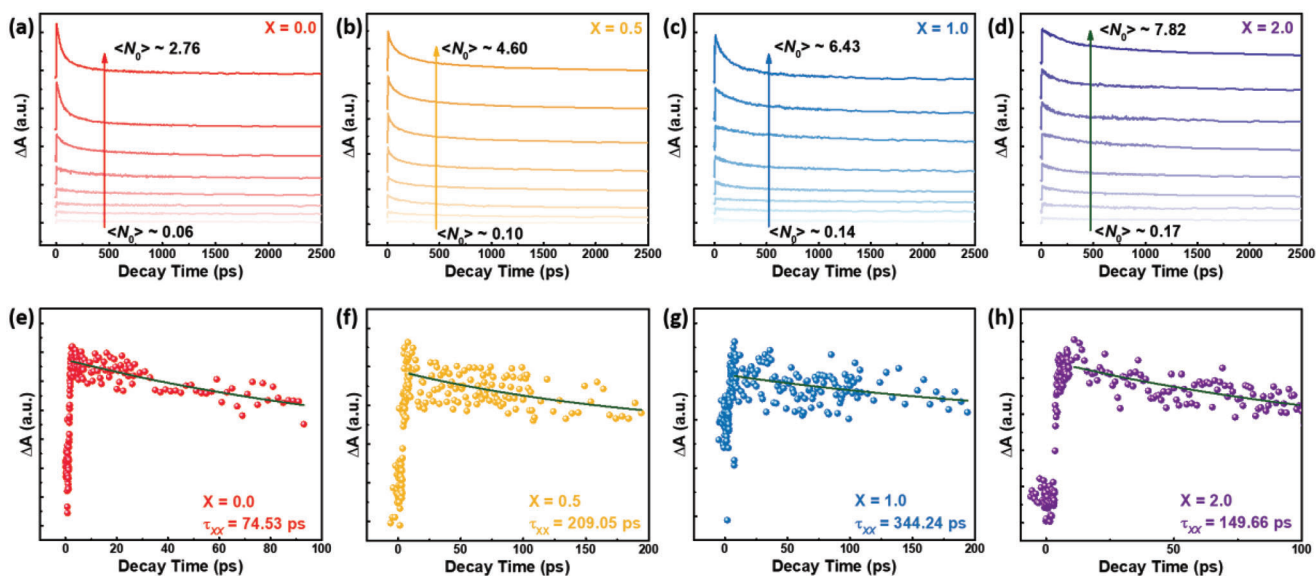 (a)
X = 0.0
<N0> ~ 2.76
<N0> ~ 0.06
ΔA (a.u.)
0 500 1000 1500 2000 2500
Decay Time (ps)
(b)
X = 0.5
<N0> ~ 4.60
<N0> ~ 0.10
ΔA (a.u.)
0 500 1000 1500 2000 2500
Decay Time (ps)
(c)
X = 1.0
<N0> ~ 6.43
<N0> ~ 0.14
ΔA (a.u.)
0 500 1000 1500 2000 2500
Decay Time (ps)
(d)
X = 2.0
<N0> ~ 7.82
<N0> ~ 0.17
ΔA (a.u.)
0 500 1000 1500 2000 2500
Decay Time (ps)
(e)
ΔA (a.u.)
X = 0.0
τxx = 74.53 ps
0 20 40 60 80 100
Decay Time (ps)
(f)
ΔA (a.u.)
X = 0.5
τxx = 209.05 ps
0 50 100 150 200
Decay Time (ps)
(g)
ΔA (a.u.)
X = 1.0
τxx = 344.24 ps
0 50 100 150 200
Decay Time (ps)
(h)
ΔA (a.u.)
X = 2.0
τxx = 149.66 ps
0 50 100
Decay Time (ps)